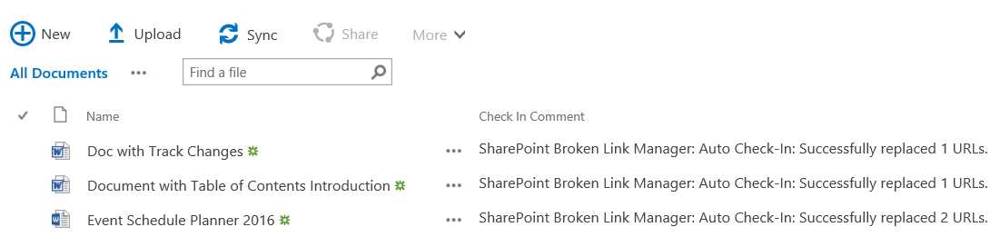 New Upload Sync Share More
All Documents ... Find a file
Name Check In Comment
Doc with Track Changes ... SharePoint Broken Link Manager: Auto Check-In: Successfully replaced 1 URLs.
Document with Table of Contents Introduction ... SharePoint Broken Link Manager: Auto Check-In: Successfully replaced 1 URLs.
Event Schedule Planner 2016 ... SharePoint Broken Link Manager: Auto Check-In: Successfully replaced 2 URLs.